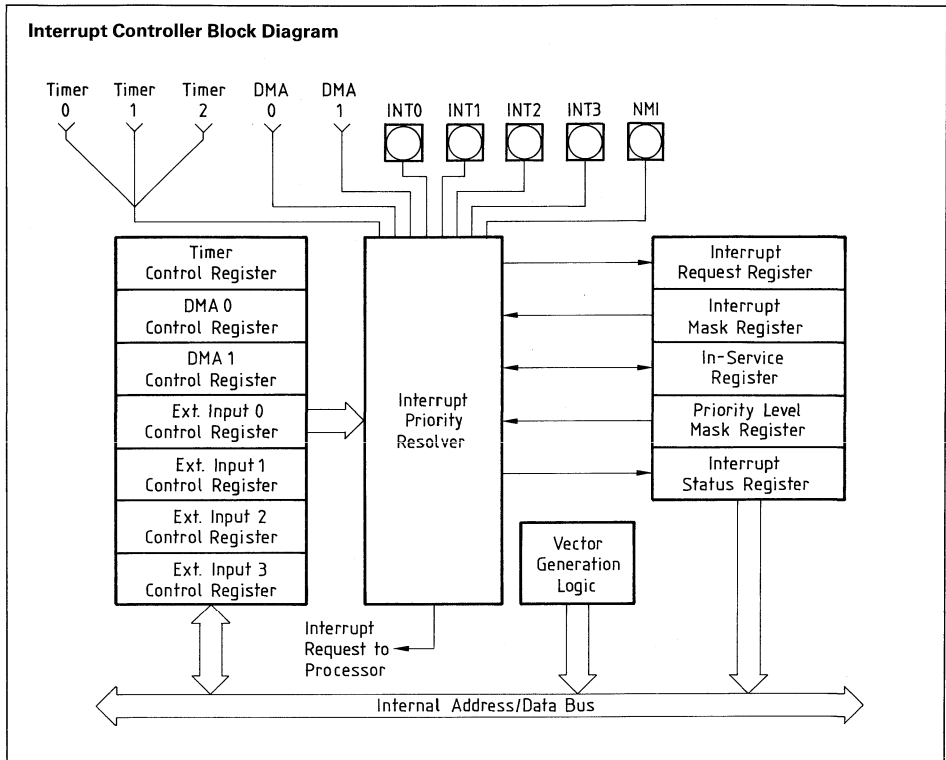 Interrupt Controller Block Diagram
Timer Timer Timer DMA DMA
0 1 2 0 1
INT0 INT1 INT2 INT3 NMI
Timer
Control Register
DMA 0
Control Register
DMA 1
Control Register
Ext. Input 0
Control Register
Ext. Input 1
Control Register
Ext. Input 2
Control Register
Ext. Input 3
Control Register
Interrupt
Priority
Resolver
Interrupt
Request Register
Interrupt
Mask Register
In-Service
Register
Priority Level
Mask Register
Interrupt
Status Register
Vector
Generation
Logic
Interrupt
Request to
Processor
Internal Address/Data Bus